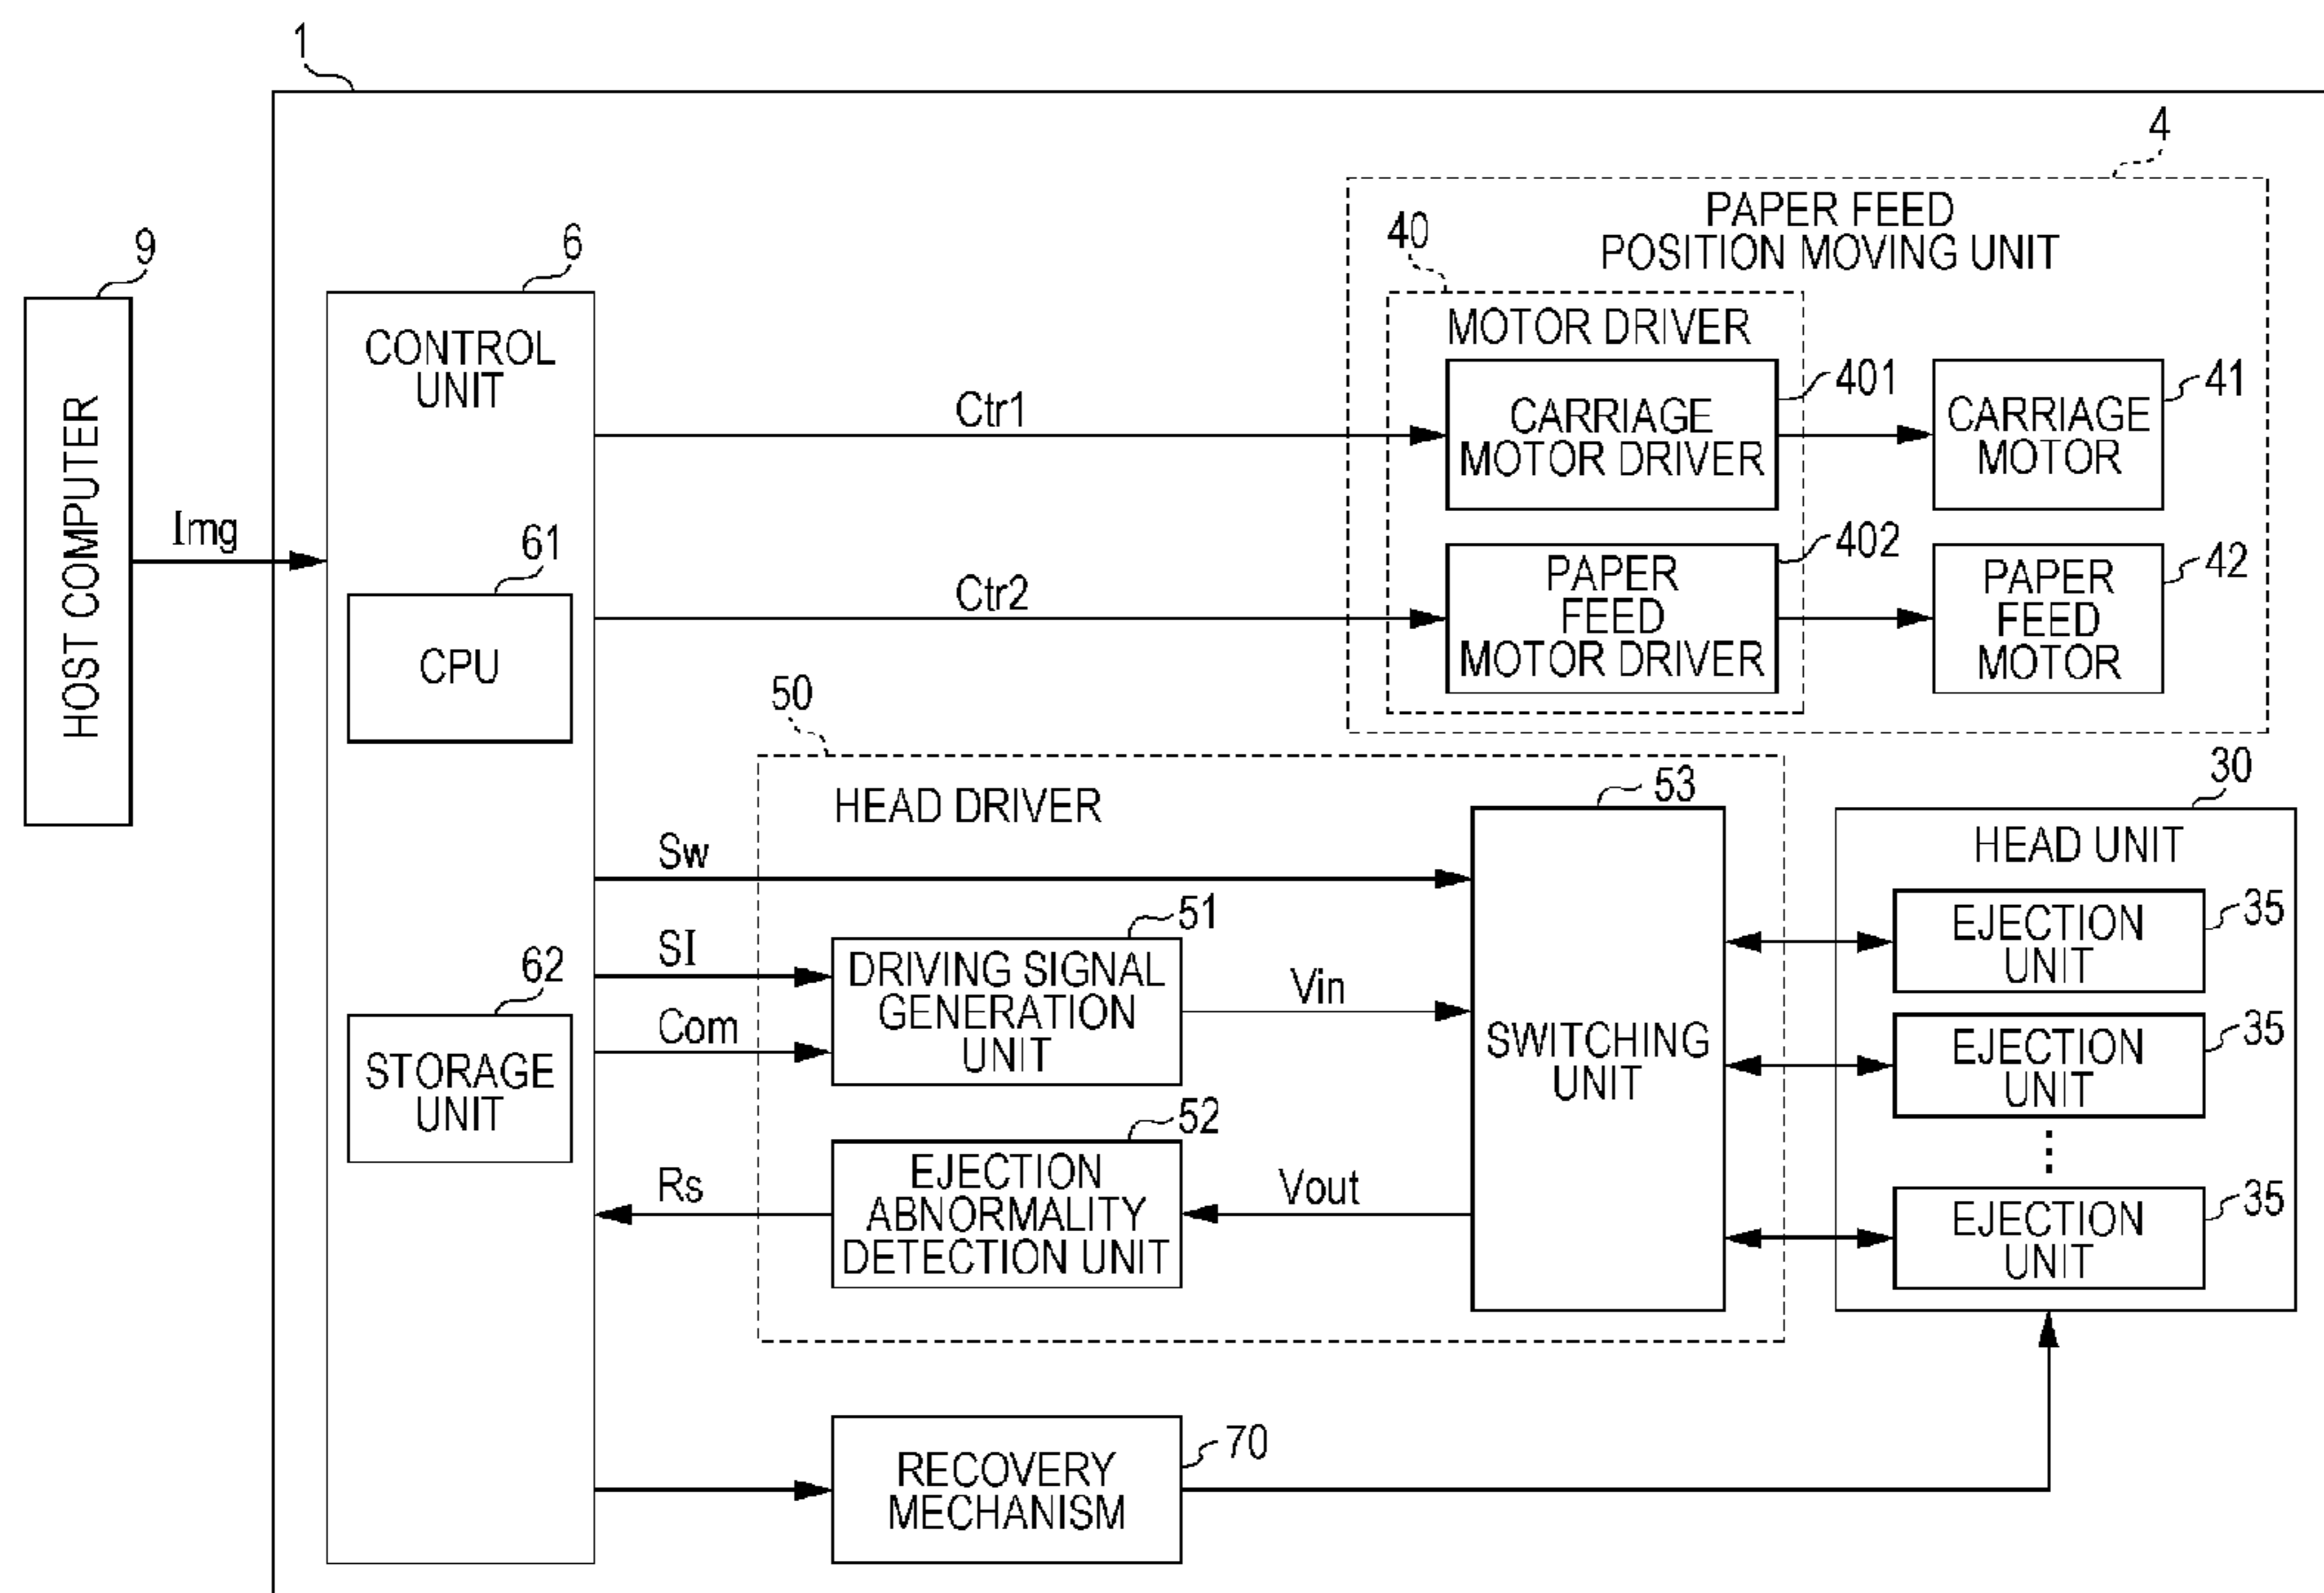 1
4
PAPER FEED
POSITION MOVING UNIT
40
MOTOR DRIVER
9
HOST COMPUTER
Img
6
CONTROL
UNIT
Ctr1
401
CARRIAGE
MOTOR DRIVER
41
CARRIAGE
MOTOR
61
CPU
Ctr2
402
PAPER
FEED
MOTOR DRIVER
42
PAPER
FEED
MOTOR
50
HEAD DRIVER
53
SWITCHING
UNIT
30
HEAD UNIT
Sw
SI
Com
51
DRIVING SIGNAL
GENERATION
UNIT
Vin
35
EJECTION
UNIT
35
EJECTION
UNIT
35
EJECTION
UNIT
62
STORAGE
UNIT
Rs
52
EJECTION
ABNORMALITY
DETECTION UNIT
Vout
70
RECOVERY
MECHANISM